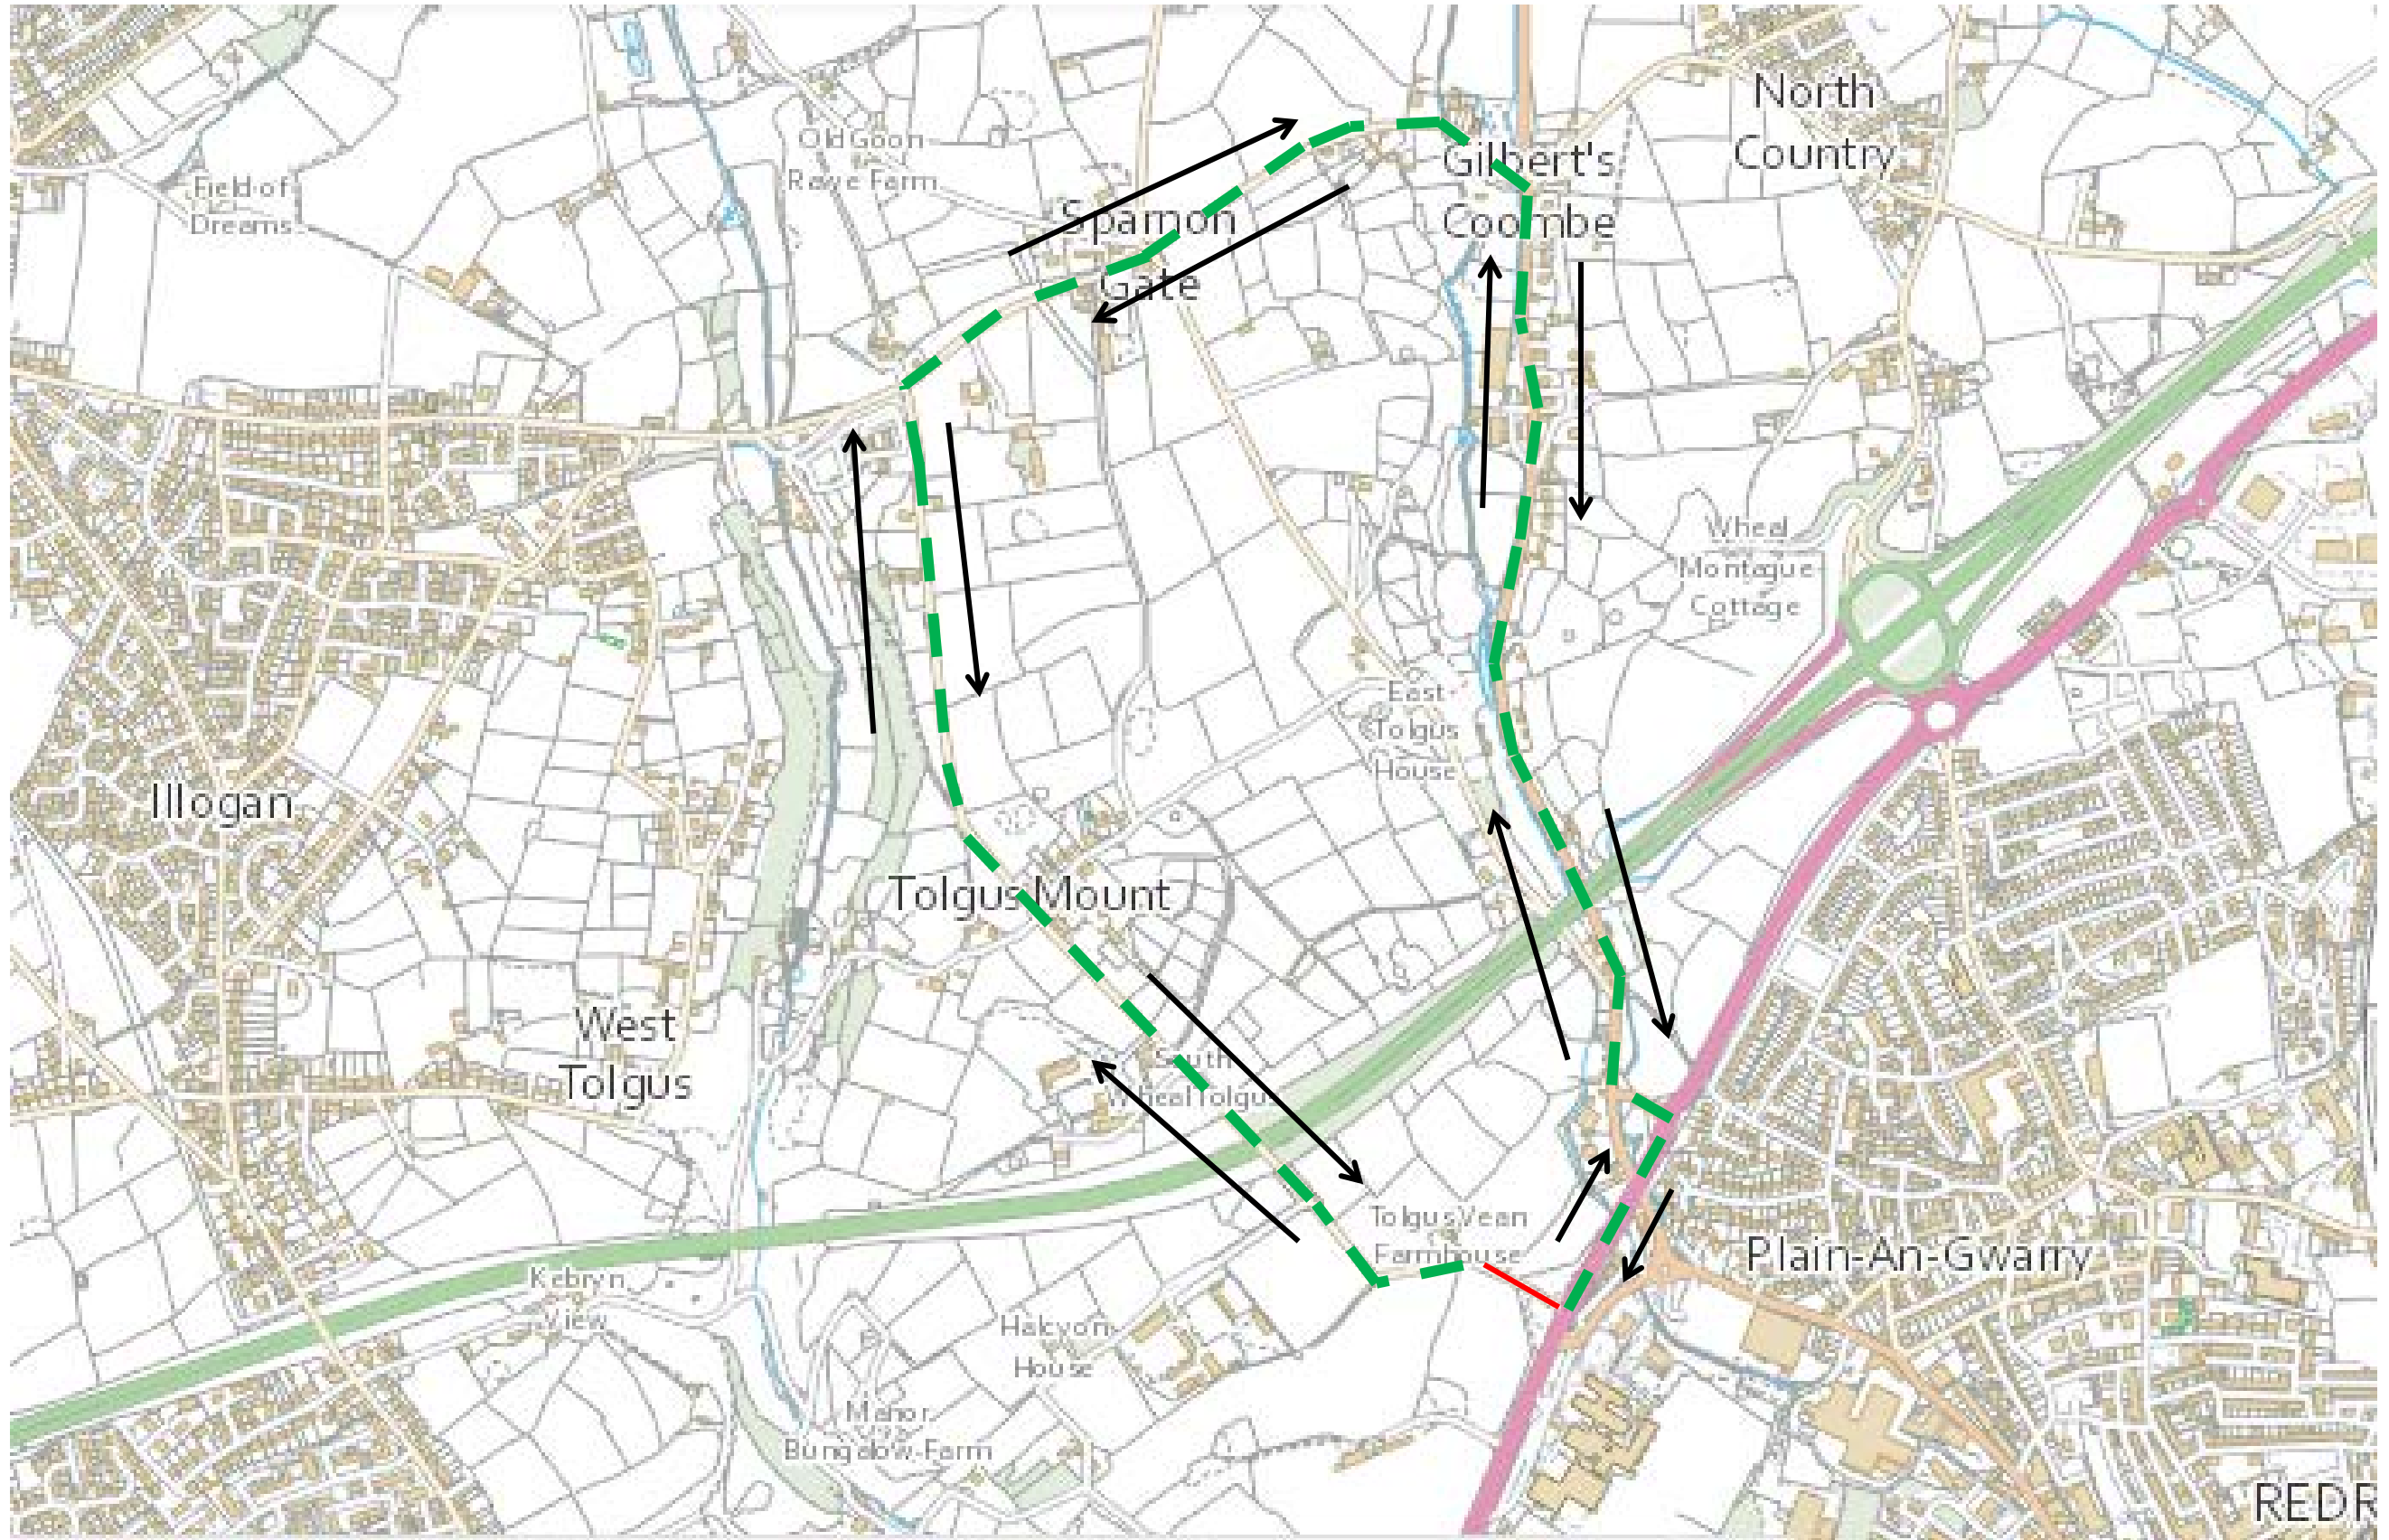 North
Country
Old Goon
Rawe Farm
Gilbert's
Coombe
Field of
Dreams
Sparnon
Gate
Wheel
Montague
Cottage
East
Tolgus
House
Illogan
Tolgus Mount
West
Tolgus
South
Wheal Tolgus
Tolgus Vean
Farmhouse
Plain-An-Gwarry
Kebryn
View
Halcyon
House
Manor
Bungalow Farm
REDR